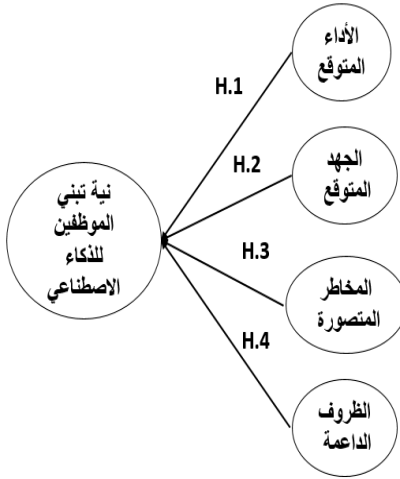 الأداء
المتوقع
H.1
الجهد
المتوقع
H.2
نية تبني
الموظفين
للذكاء
الاصطناعي
H.3
المخاطر
المتصورة
H.4
الظروف
الداعمة